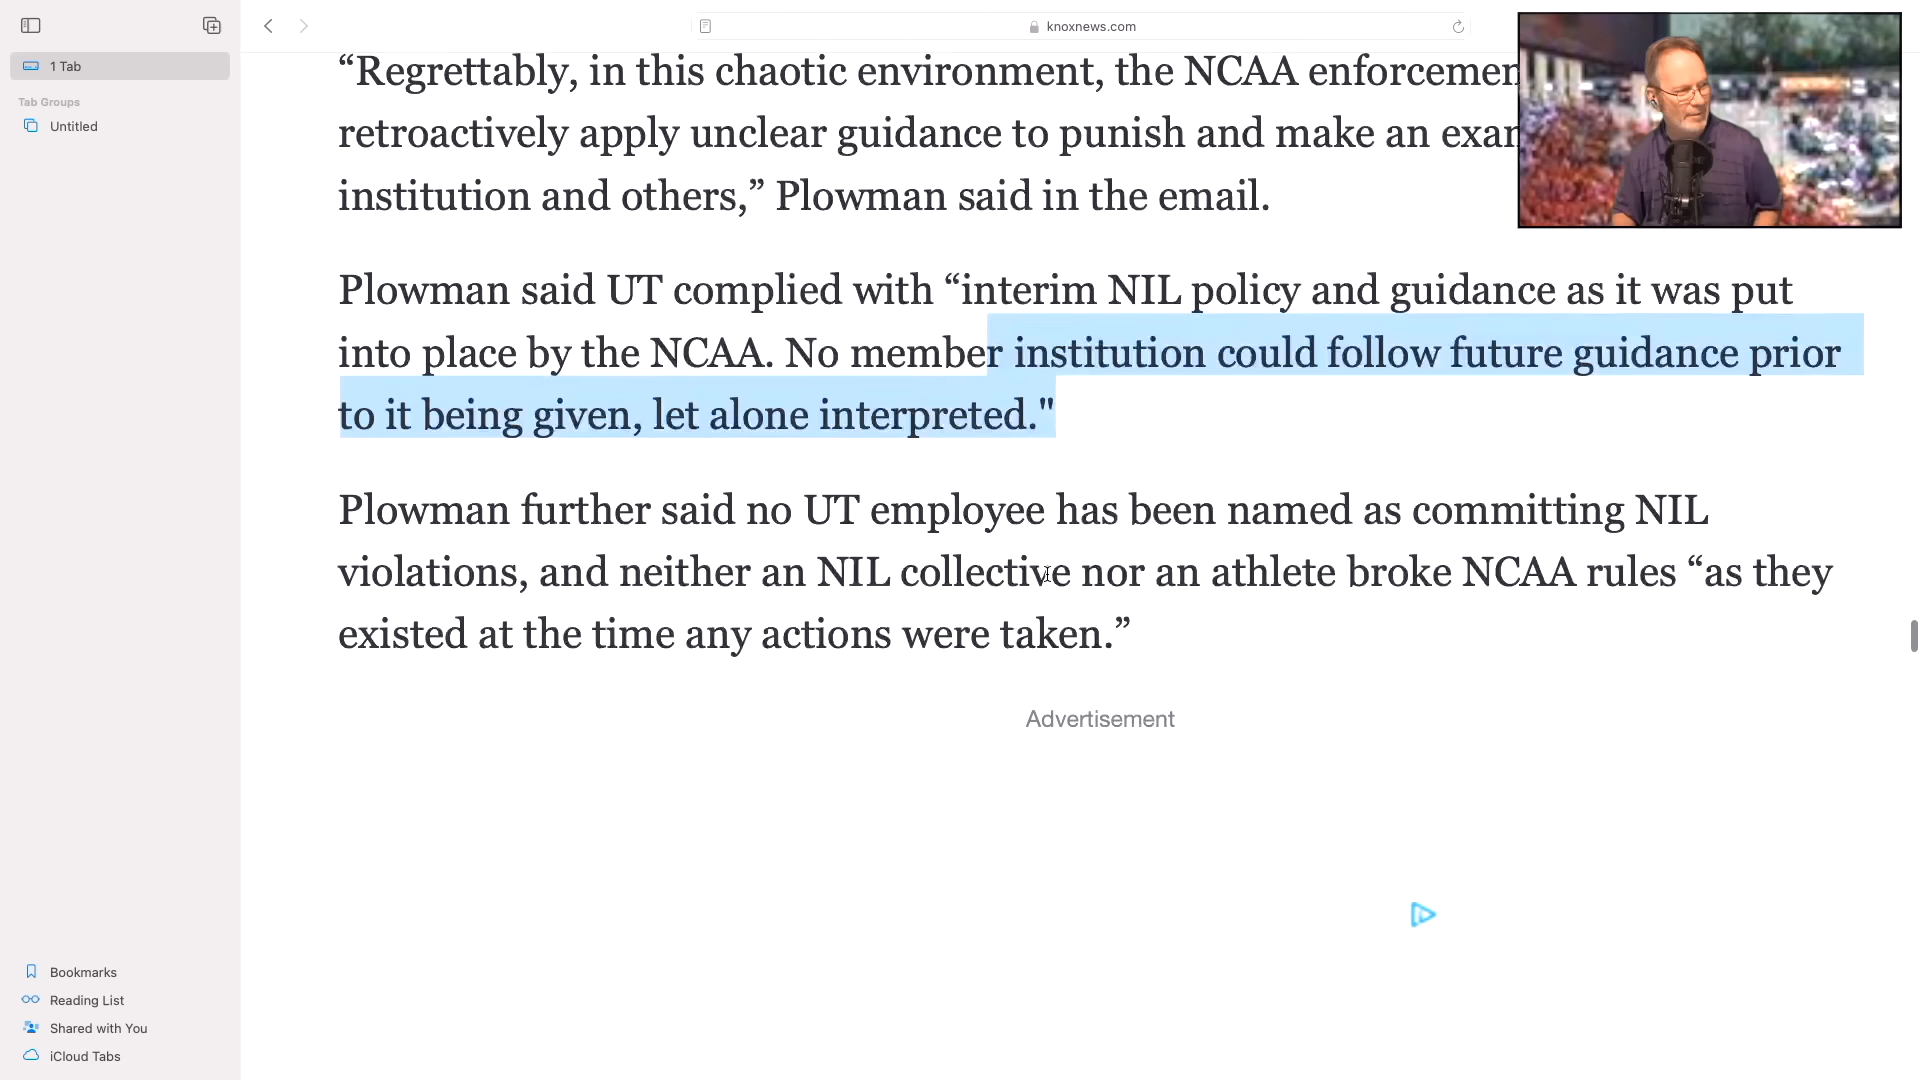 1 Tab
Tab Groups
Untitled
Bookmarks
Reading List
Shared with You
iCloud Tabs
knoxnews.com
“Regrettably, in this chaotic environment, the NCAA
retroactively apply unclear guidance to punish and make an
institution and others,” Plowman said in the email.
Plowman said UT complied with “interim NIL policy and guidance as it was put
into place by the NCAA. No member institution could follow future guidance prior
to it being given, let alone interpreted."
Plowman further said no UT employee has been named as committing NIL
violations, and neither an NIL collective nor an athlete broke NCAA rules “as they
existed at the time any actions were taken.”
Advertisement